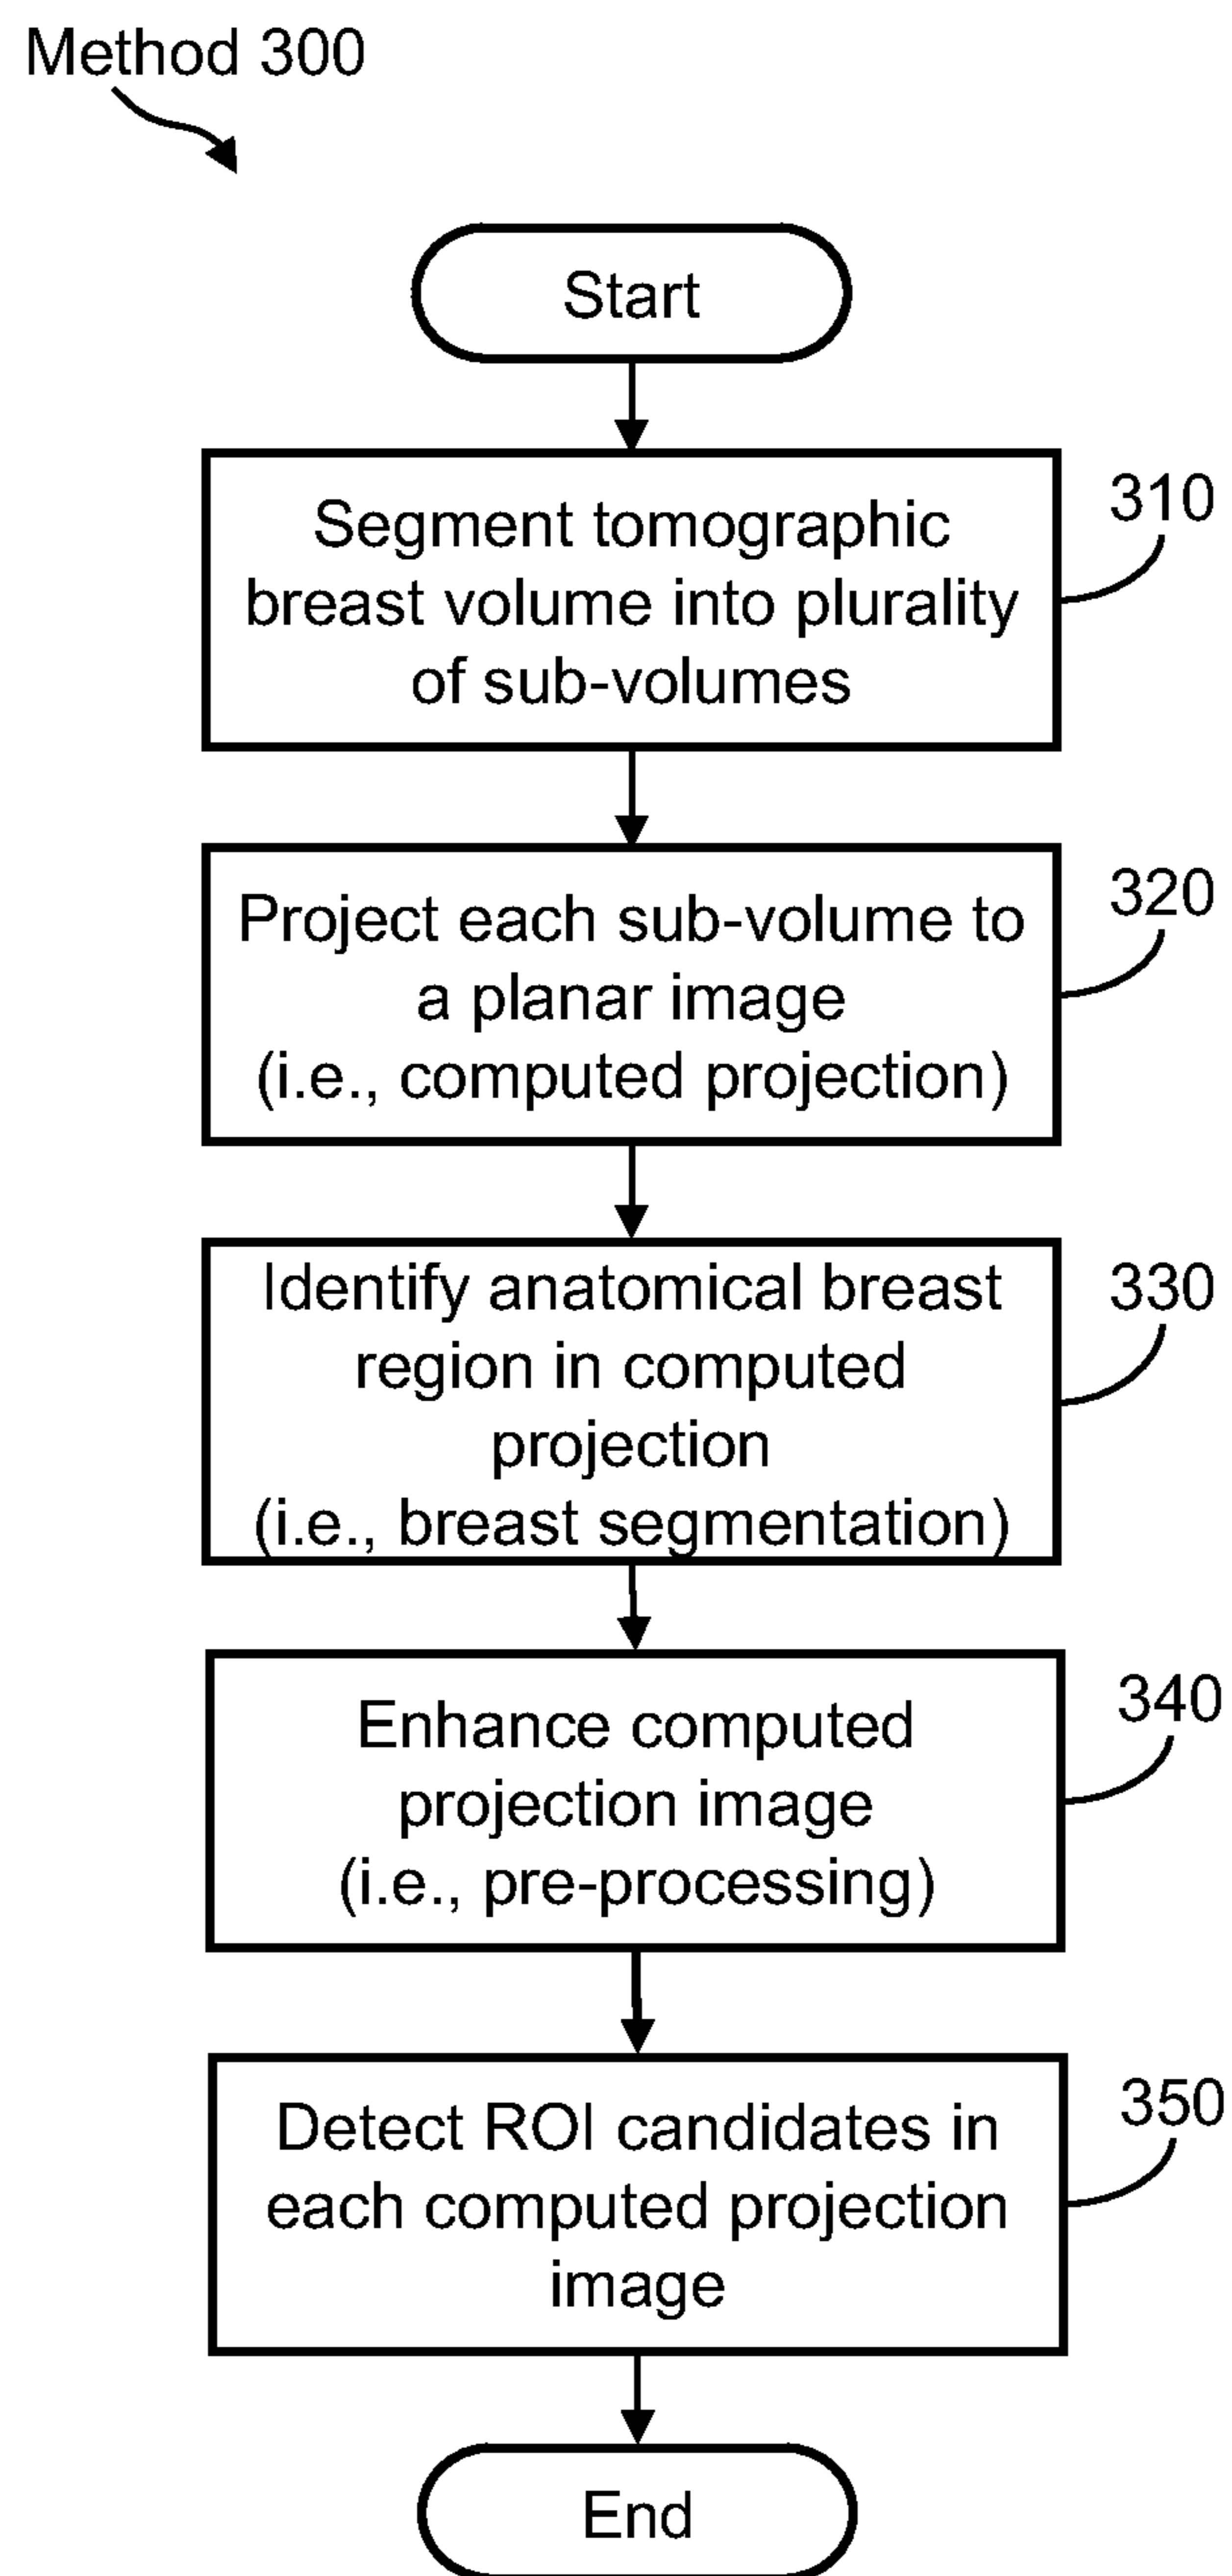 Method 300
Start
Segment tomographic
breast volume into plurality
of sub-volumes
310
Project each sub-volume to
a planar image
(i.e., computed projection)
320
Identify anatomical breast
region in computed
projection
(i.e., breast segmentation)
330
Enhance computed
projection image
(i.e., pre-processing)
340
Detect ROI candidates in
each computed projection
image
350
End